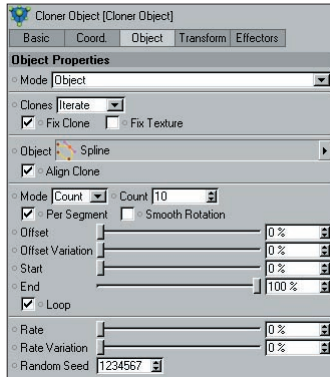 Cloner Object [Cloner Object]
Basic Coord. Object Transform Effectors
Object Properties
Mode Object
Clones Iterate
Fix Clone Fix Texture
Object Spline
Align Clone
Mode Count Count 10
Per Segment Smooth Rotation
Offset 0 %
Offset Variation 0 %
Start 0 %
End 100 %
Loop
Rate 0 %
Rate Variation 0 %
Random Seed 1234567